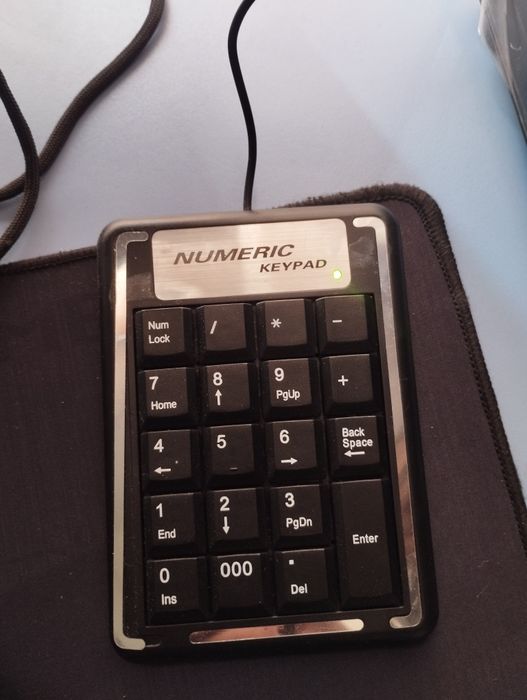 NUMERIC
KEYPAD
Num
Lock
/
*
-
7
Home
8
↑
9
PgUp
+
4
←
5
6
→
Back
Space
←
1
End
2
↓
3
PgDn
Enter
0
Ins
000
.
Del